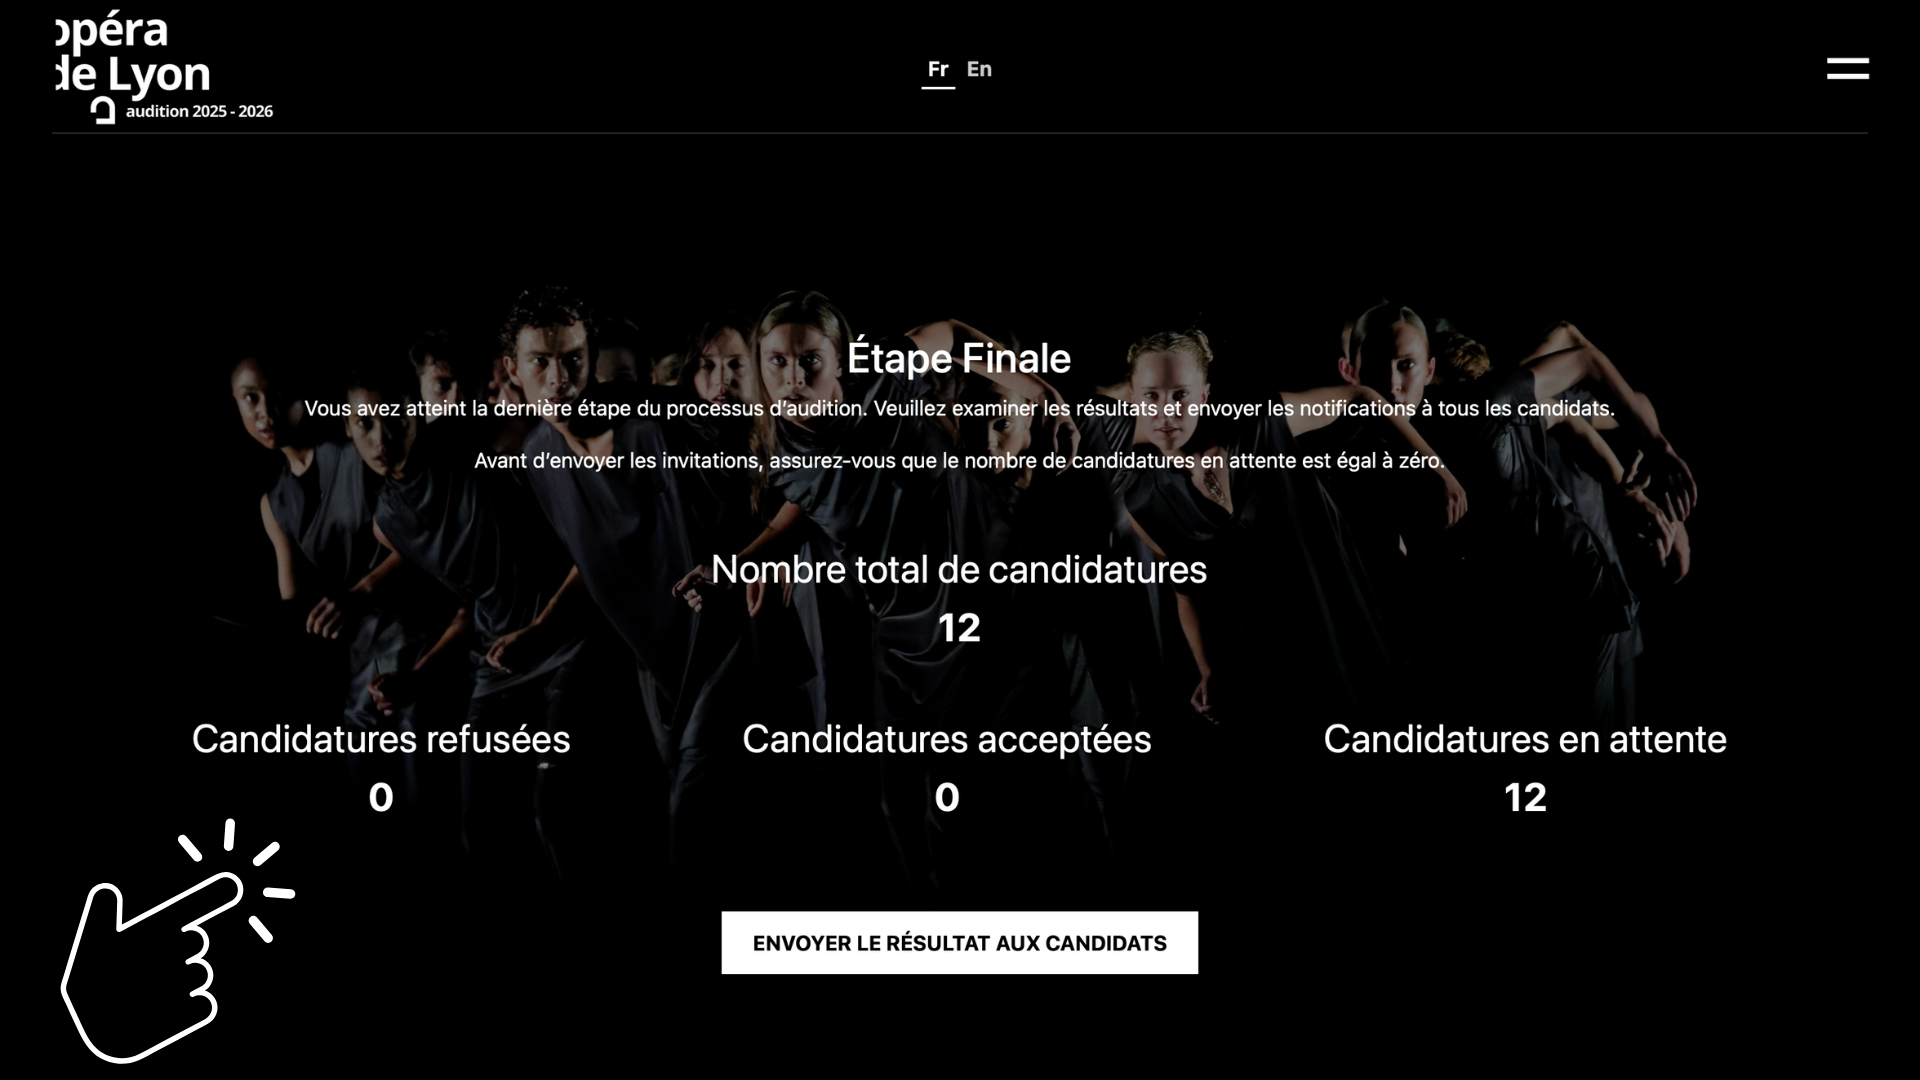 opéra
de Lyon
audition 2025 - 2026
Fr En
Étape Finale
Vous avez atteint la dernière étape du processus d’audition. Veuillez examiner les résultats et envoyer les notifications à tous les candidats.
Avant d’envoyer les invitations, assurez-vous que le nombre de candidatures en attente est égal à zéro.
Nombre total de candidatures
12
Candidatures refusées
0
Candidatures acceptées
0
Candidatures en attente
12
ENVOYER LE RÉSULTAT AUX CANDIDATS